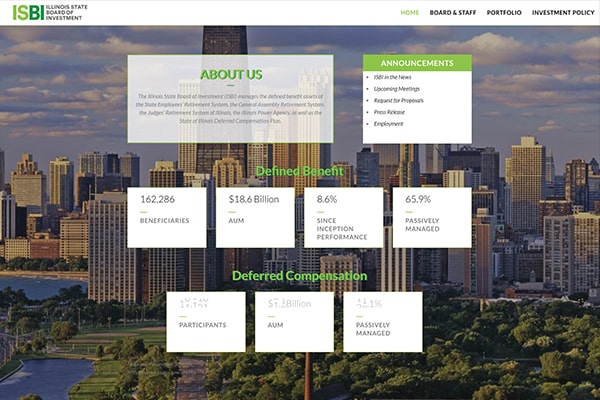 ISBI ILLINOIS STATE
BOARD OF
INVESTMENT
HOME BOARD & STAFF PORTFOLIO INVESTMENT POLICY
ABOUT US
The Illinois State Board of Investment (ISBI) manages the defined benefit assets of
the State Employees' Retirement System, the General Assembly Retirement System,
the Judges' Retirement System of Illinois, the Illinois Power Agency, as well as the
State of Illinois Deferred Compensation Plan.
ANNOUNCEMENTS
ISBI in the News
Upcoming Meetings
Request for Proposals
Press Release
Employment
Defined Benefit
162,286
BENEFICIARIES
$18.6 Billion
AUM
8.6%
SINCE
INCEPTION
PERFORMANCE
65.9%
PASSIVELY
MANAGED
Deferred Compensation
PARTICIPANTS
Billion
AUM
PASSIVELY
MANAGED